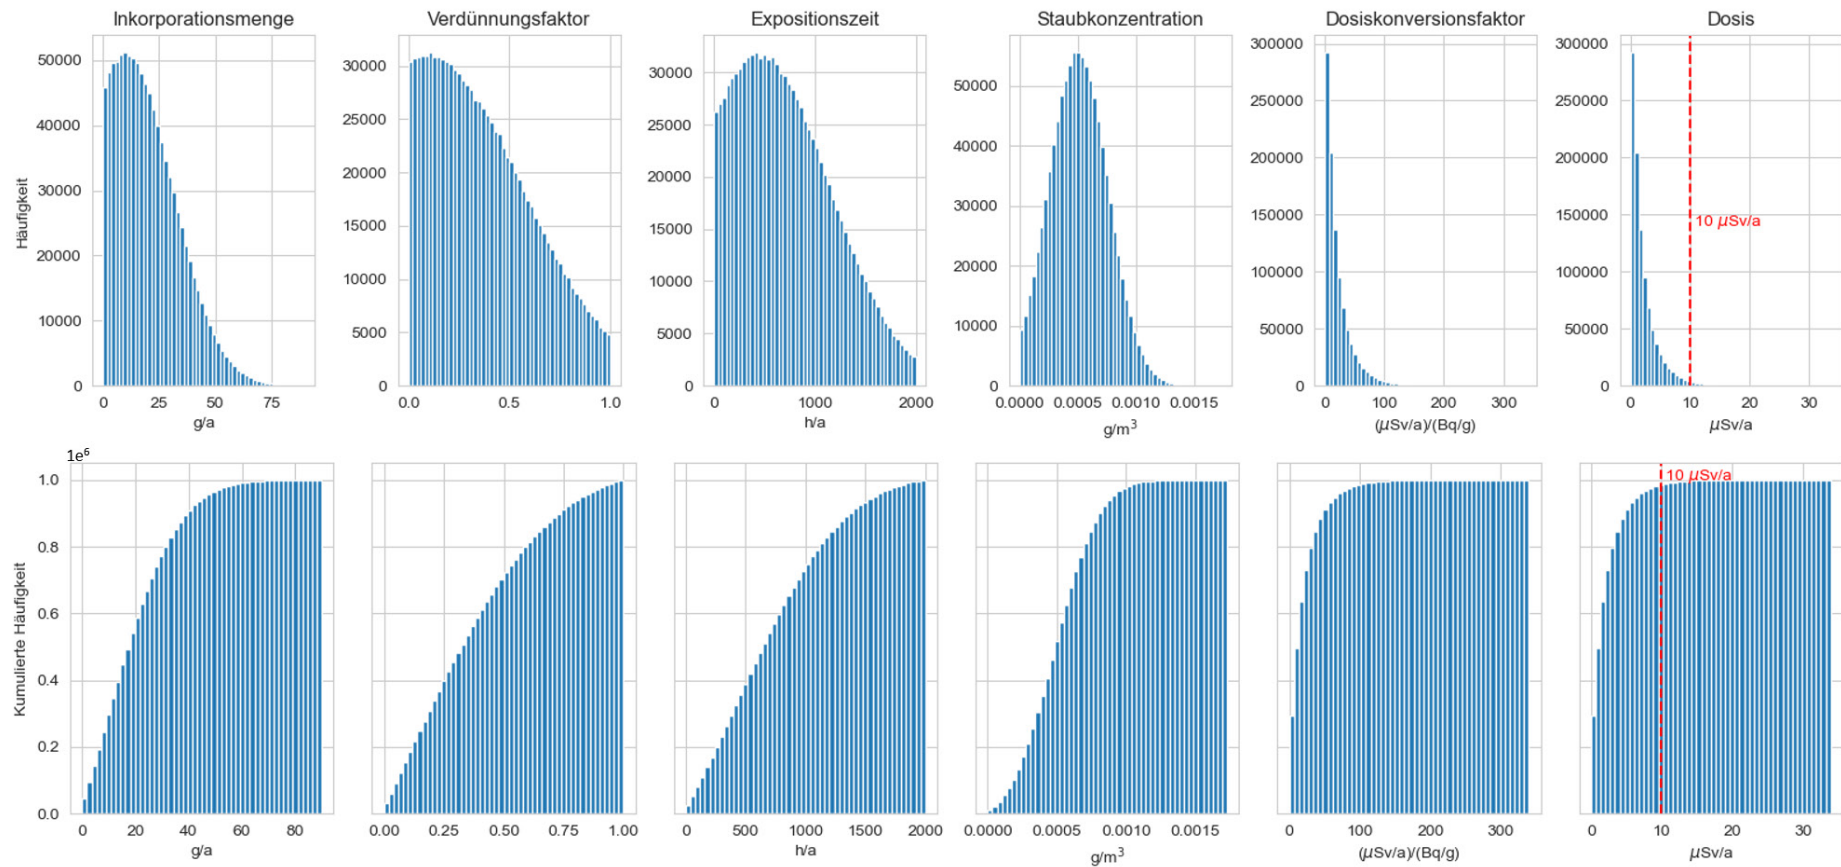 Inkorporationsmenge Verdünnungsfaktor Expositionszeit Staubkonzentration Dosiskonversionsfaktor Dosis
Häufigkeit
50000
40000
30000
20000
10000
0
0 25 50 75
g/a
30000
25000
20000
15000
10000
5000
0
0.0 0.5 1.0
30000
25000
20000
15000
10000
5000
0
0 1000 2000
h/a
50000
40000
30000
20000
10000
0
0.0000 0.0005 0.0010 0.0015
g/m³
300000
250000
200000
150000
100000
50000
0
0 100 200 300
(μSv/a)/(Bq/g)
300000
250000
200000
150000
100000
50000
0
10 μSv/a
0 10 20 30
μSv/a
Kumulierte Häufigkeit
1e⁶
1.0
0.8
0.6
0.4
0.2
0.0
0 20 40 60 80
g/a
0.00 0.25 0.50 0.75 1.00
0 500 1000 1500 2000
h/a
0.0000 0.0005 0.0010 0.0015
g/m³
0 100 200 300
(μSv/a)/(Bq/g)
10 μSv/a
0 10 20 30
μSv/a